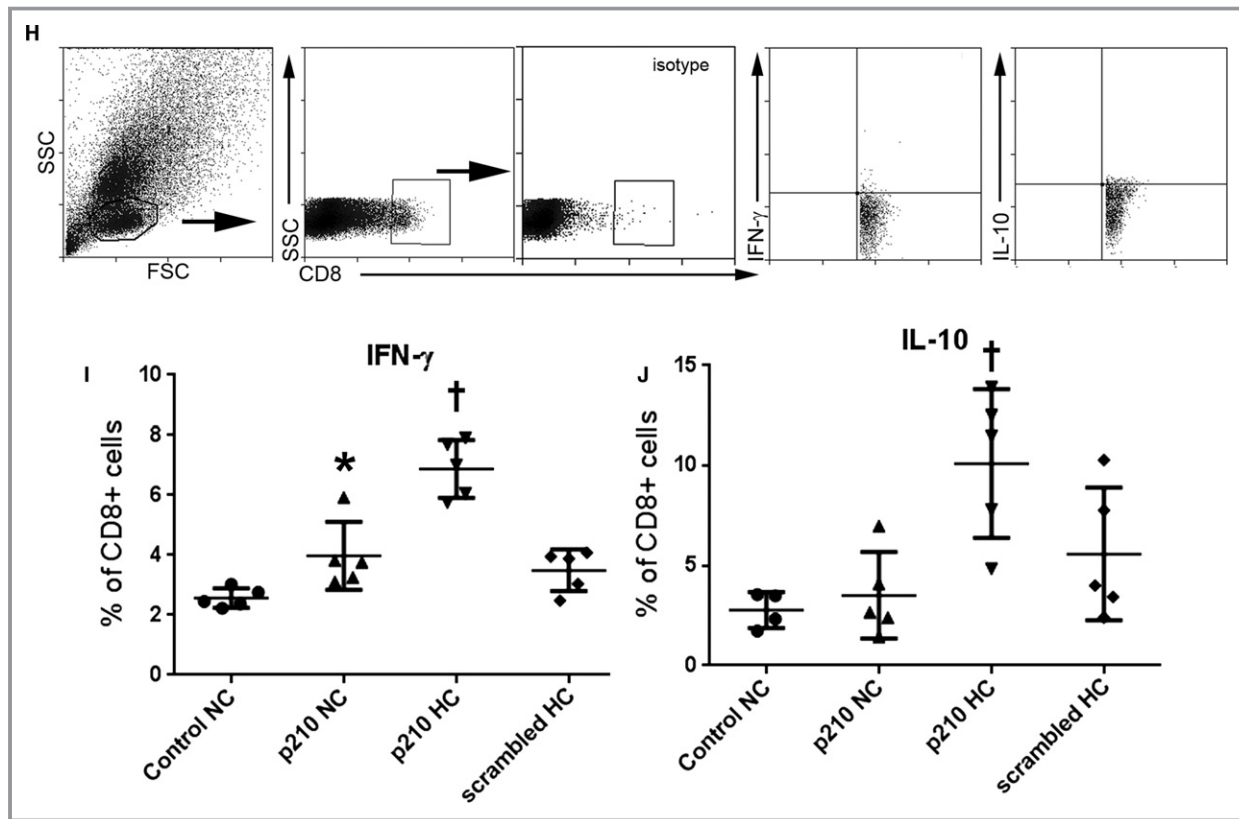 H
SSC
FSC
SSC
CD8
isotype
IFN-γ
IL-10
I
IFN-γ
% of CD8+ cells
10
8
6
4
2
0
*
†
Control NC
p210 NC
p210 HC
scrambled HC
J
IL-10
% of CD8+ cells
15
10
5
0
†
Control NC
p210 NC
p210 HC
scrambled HC